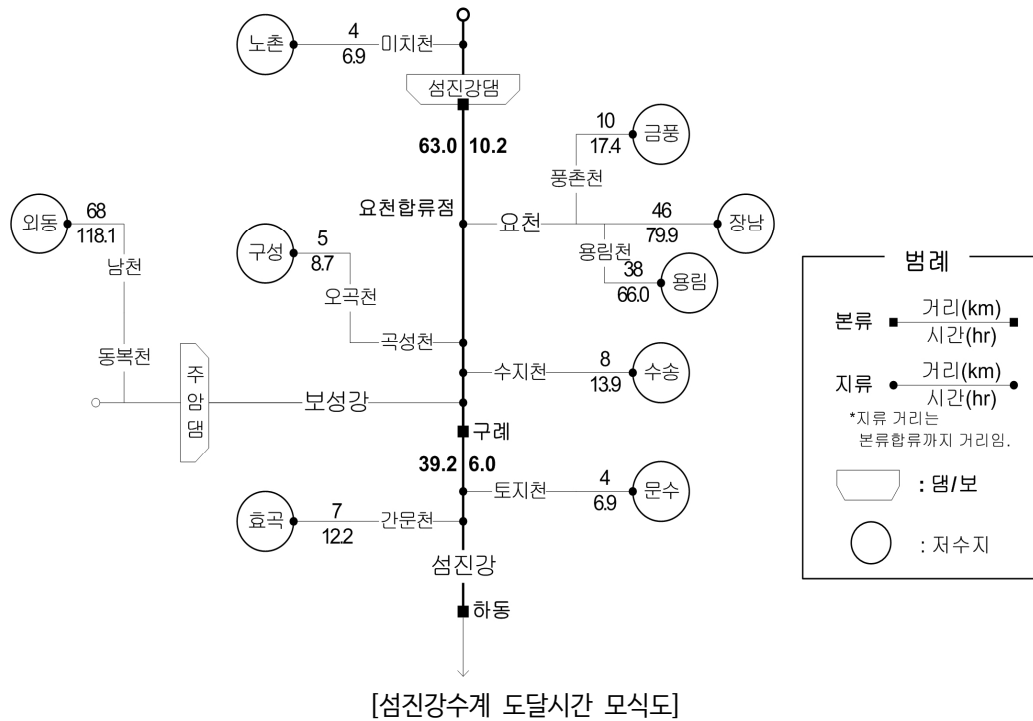 노촌
4
6.9
미치천
섬진강댐
63.0 10.2
10
17.4
금풍
풍촌천
요천합류점
요천
46
79.9
장남
외동
68
118.1
남천
구성
5
8.7
오곡천
용림천
38
66.0
용림
곡성천
동복천
주암댐
보성강
수지천
8
13.9
수송
구례
39.2 6.0
토지천
4
6.9
문수
효곡
7
12.2
간문천
섬진강
하동
범례
본류
거리(km)
시간(hr)
지류
거리(km)
시간(hr)
*지류 거리는
본류합류까지 거리임.
: 댐/보
: 저수지
[섬진강수계 도달시간 모식도]